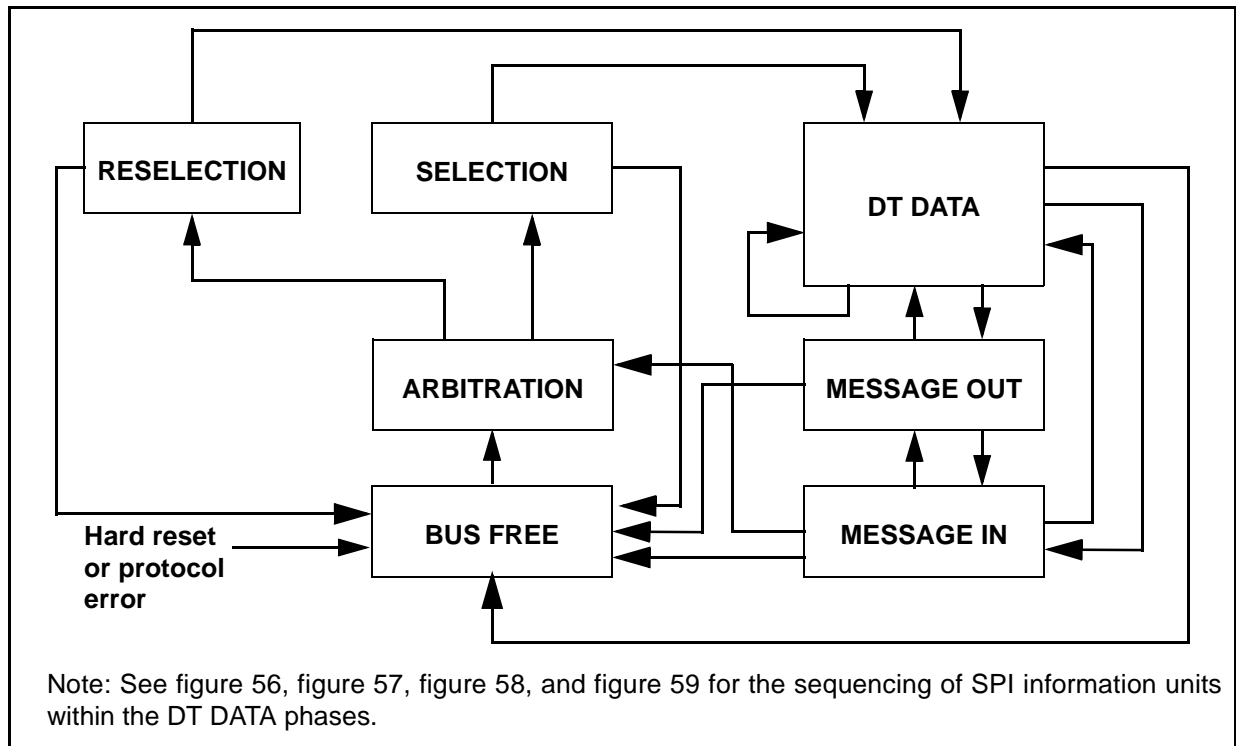 RESELECTION
SELECTION
DT DATA
ARBITRATION
MESSAGE OUT
BUS FREE
MESSAGE IN
Hard reset
or protocol
error
Note: See figure 56, figure 57, figure 58, and figure 59 for the sequencing of SPI information units
within the DT DATA phases.